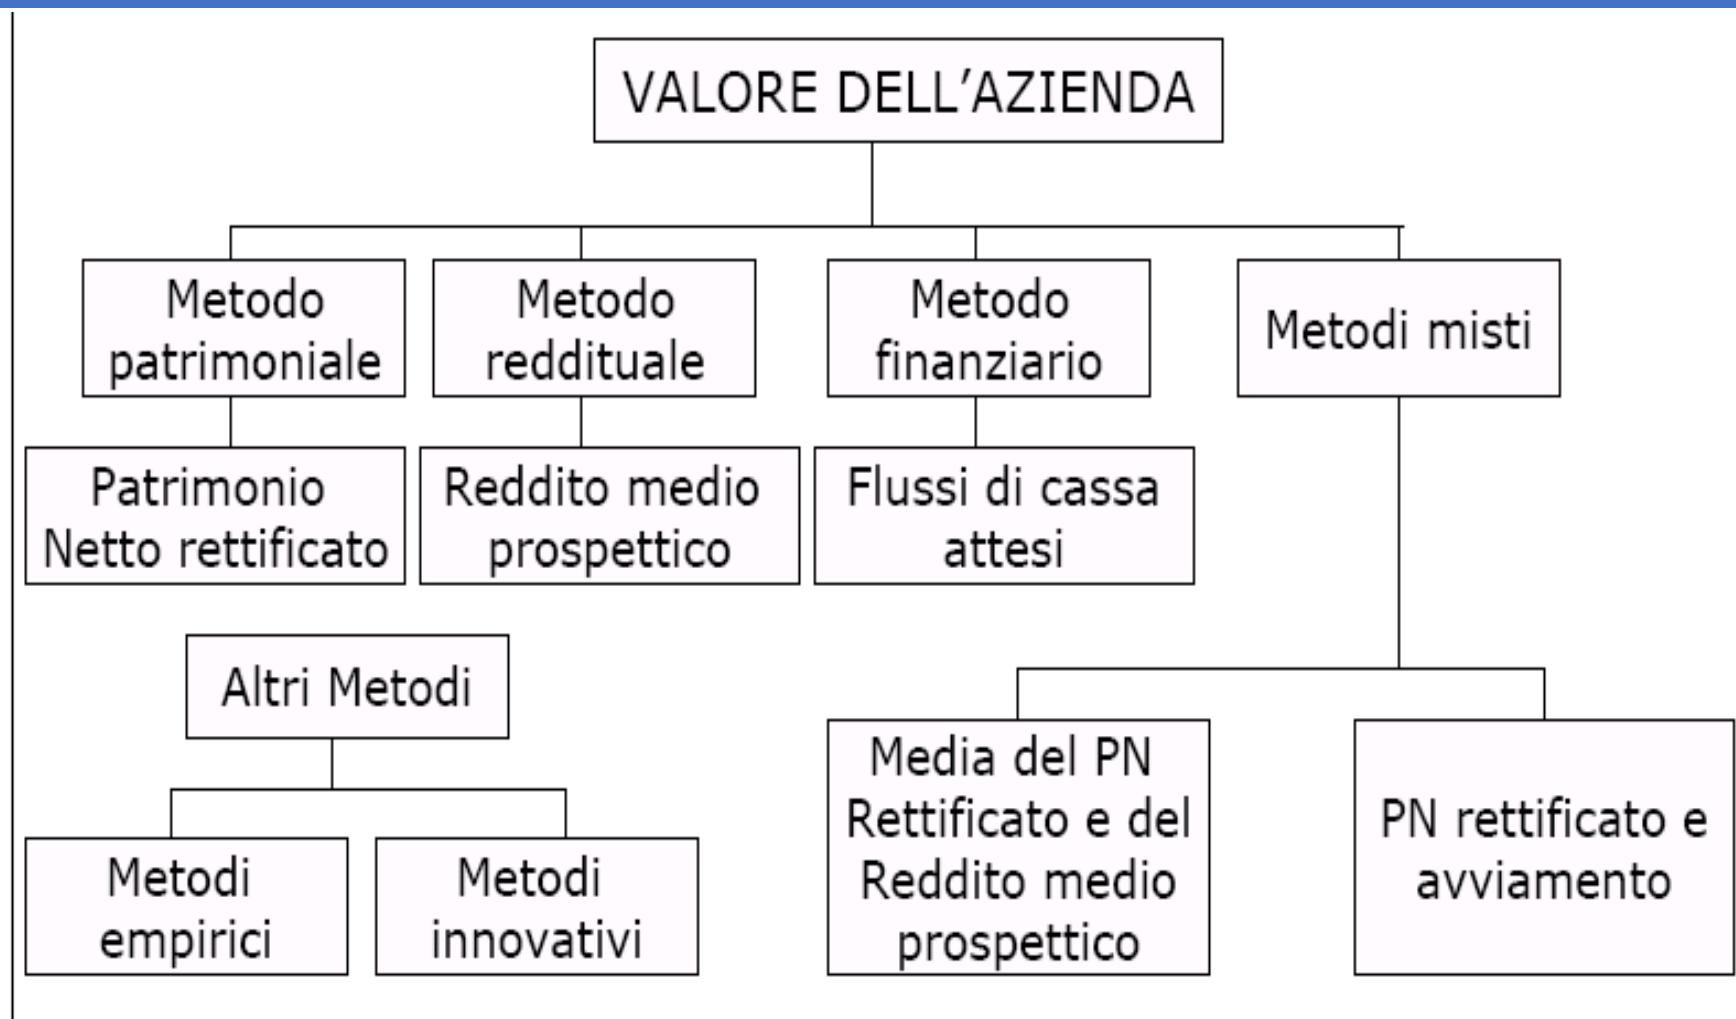 VALORE DELL’AZIENDA
Metodo
patrimoniale
Metodo
reddituale
Metodo
finanziario
Metodi misti
Patrimonio
Netto rettificato
Reddito medio
prospettico
Flussi di cassa
attesi
Altri Metodi
Metodi
empirici
Metodi
innovativi
Media del PN
Rettificato e del
Reddito medio
prospettico
PN rettificato e
avviamento